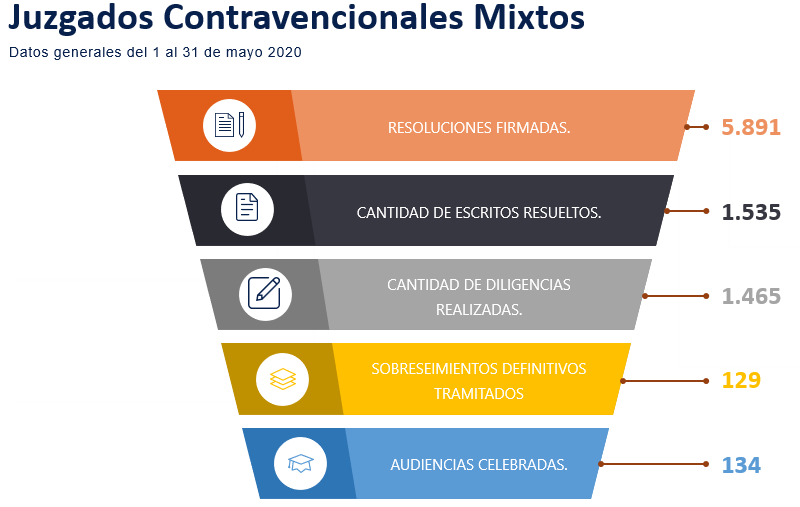 Juzgados Contravencionales Mixtos
Datos generales del 1 al 31 de mayo 2020
RESOLUCIONES FIRMADAS.
5.891
CANTIDAD DE ESCRITOS RESUELTOS.
1.535
CANTIDAD DE DILIGENCIAS
REALIZADAS.
1.465
SOBRESEIMIENTOS DEFINITIVOS
TRAMITADOS
129
AUDIENCIAS CELEBRADAS.
134